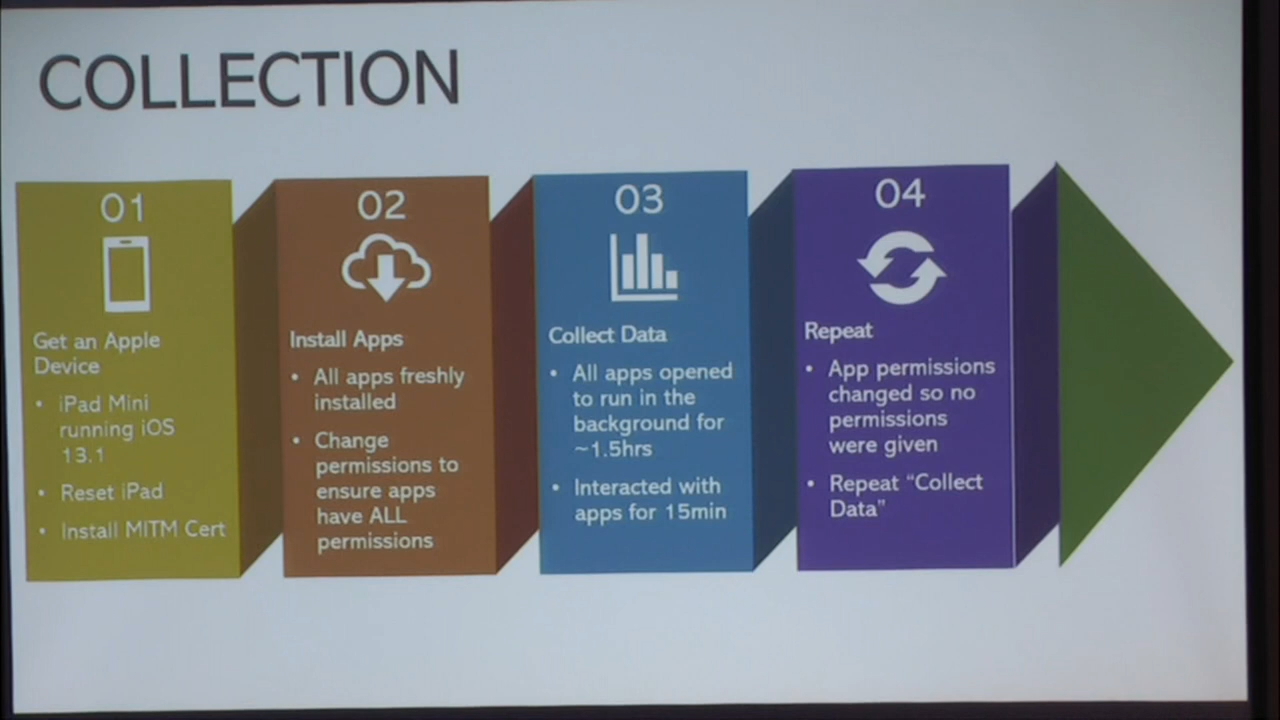 COLLECTION
01
Get an Apple
Device
• iPad Mini
running iOS
13.1
• Reset iPad
• Install MITM Cert
02
Install Apps
• All apps freshly
installed
• Change
permissions to
ensure apps
have ALL
permissions
03
Collect Data
• All apps opened
to run in the
background for
~1.5hrs
• Interacted with
apps for 15min
04
Repeat
• App permissions
changed so no
permissions
were given
• Repeat “Collect
Data”